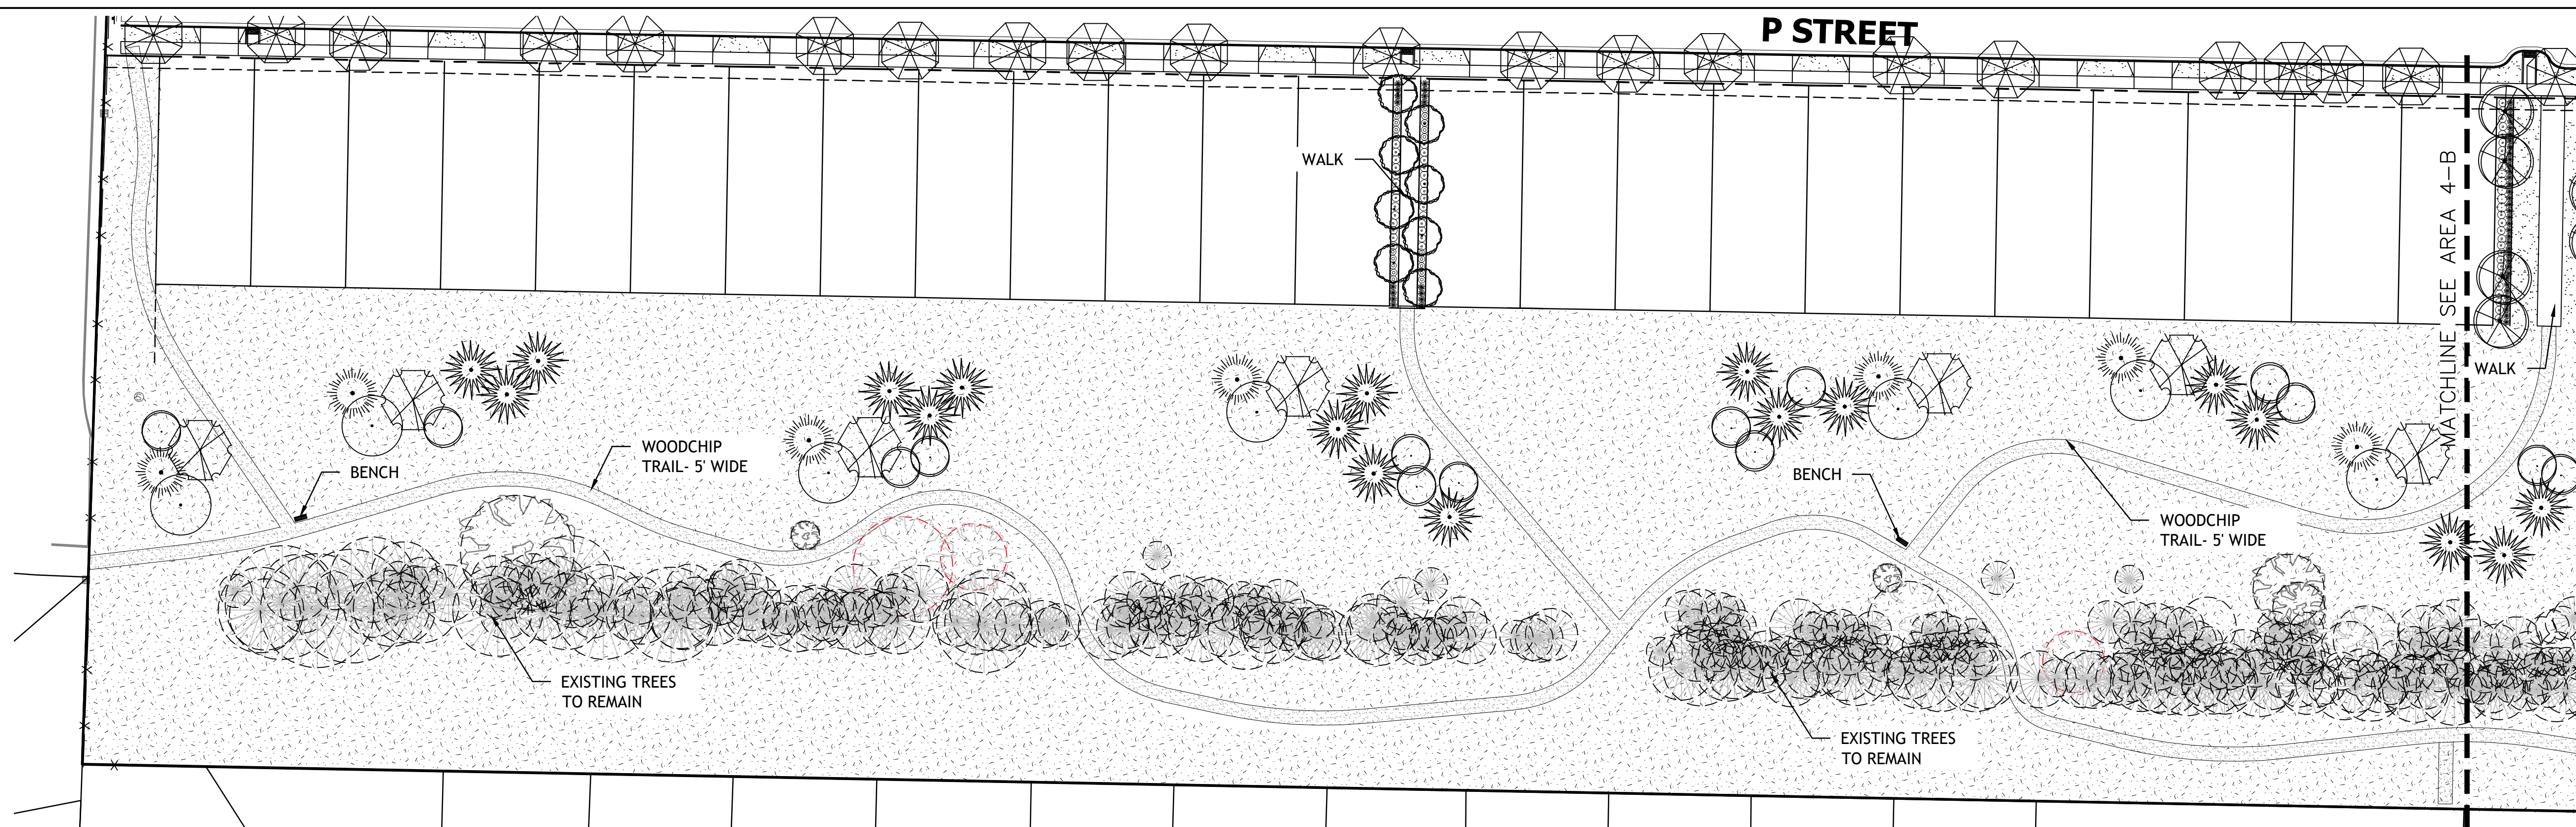 P STREET
WALK
MATCHLINE SEE AREA 4-B
WALK
BENCH
WOODCHIP
TRAIL- 5' WIDE
BENCH
WOODCHIP
TRAIL- 5' WIDE
EXISTING TREES
TO REMAIN
EXISTING TREES
TO REMAIN